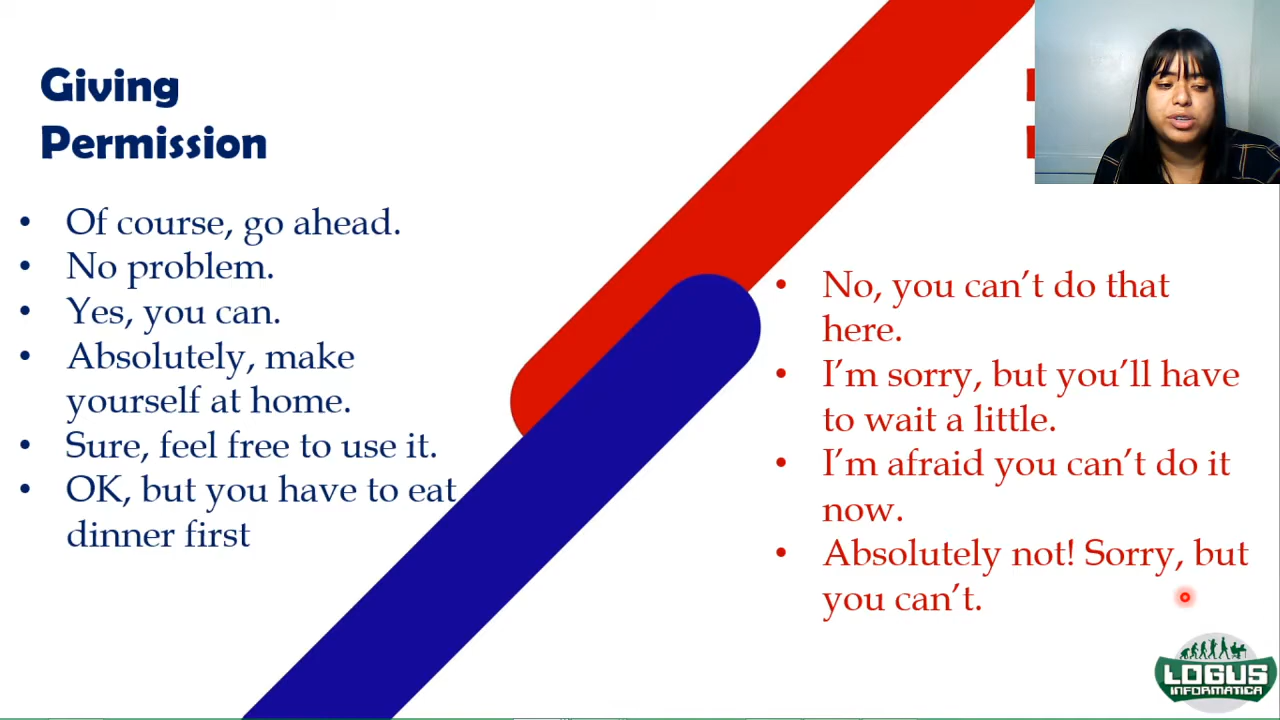 Giving
Permission
• Of course, go ahead.
• No problem.
• Yes, you can.
• Absolutely, make
yourself at home.
• Sure, feel free to use it.
• OK, but you have to eat
dinner first
• No, you can’t do that
here.
• I’m sorry, but you’ll have
to wait a little.
• I’m afraid you can’t do it
now.
• Absolutely not! Sorry, but
you can’t.
LOGUS
INFORMATICA